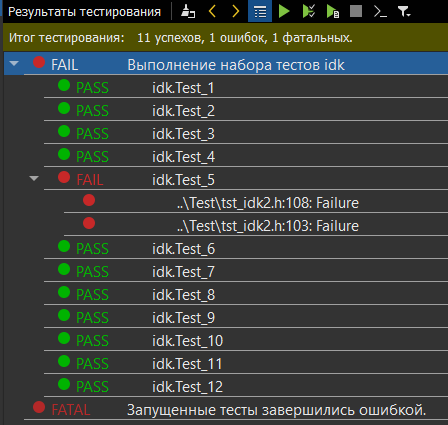 Результаты тестирования
Итог тестирования: 11 успехов, 1 ошибок, 1 фатальных.
FAIL Выполнение набора тестов idk
PASS idk.Test_1
PASS idk.Test_2
PASS idk.Test_3
PASS idk.Test_4
FAIL idk.Test_5
..\Test\tst_idk2.h:108: Failure
..\Test\tst_idk2.h:103: Failure
PASS idk.Test_6
PASS idk.Test_7
PASS idk.Test_8
PASS idk.Test_9
PASS idk.Test_10
PASS idk.Test_11
PASS idk.Test_12
FATAL Запущенные тесты завершились ошибкой.